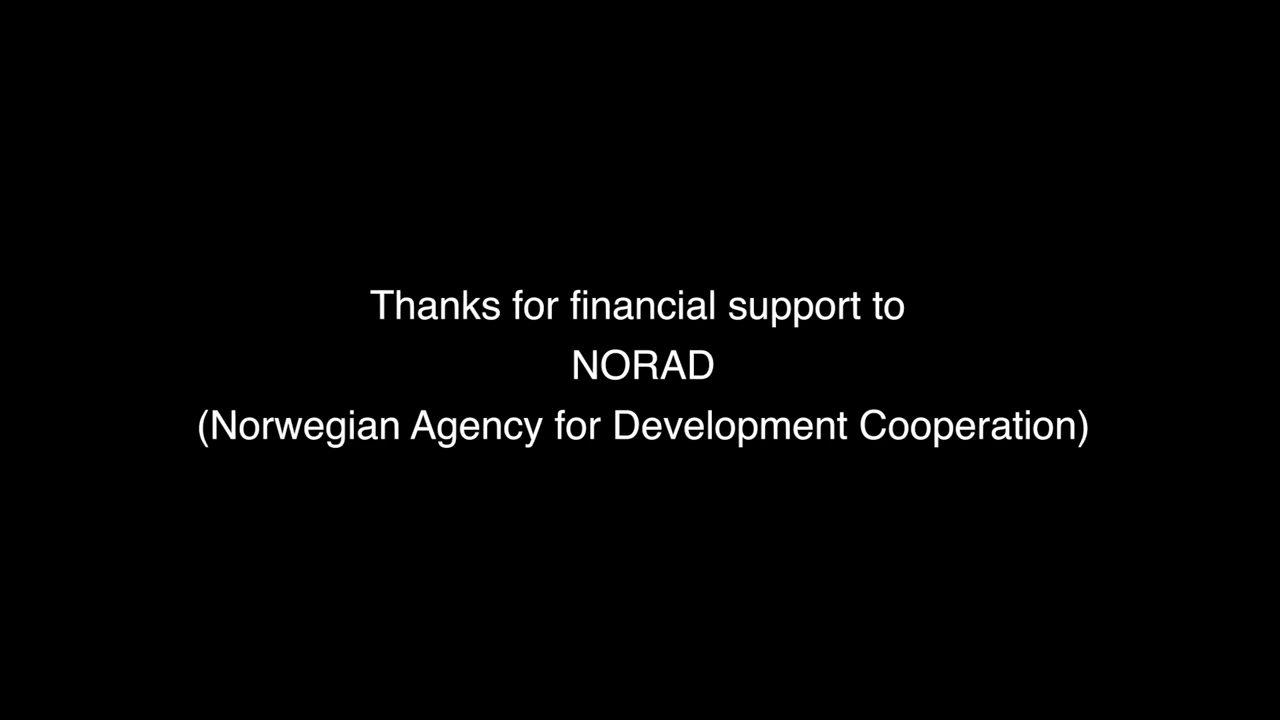 Thanks for financial support to
NORAD
(Norwegian Agency for Development Cooperation)